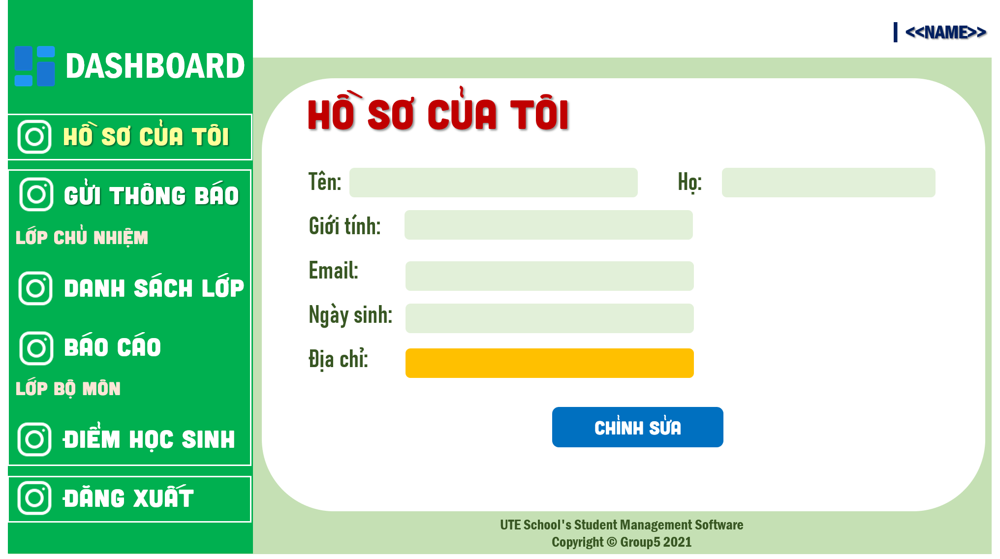 | <<NAME>>
DASHBOARD
HỒ SƠ CỦA TÔI
GỬI THÔNG BÁO
LỚP CHỦ NHIỆM
DANH SÁCH LỚP
BÁO CÁO
LỚP BỘ MÔN
ĐIỂM HỌC SINH
ĐĂNG XUẤT
HỒ SƠ CỦA TÔI
Tên: Họ:
Giới tính:
Email:
Ngày sinh:
Địa chỉ:
CHỈNH SỬA
UTE School's Student Management Software
Copyright © Group5 2021